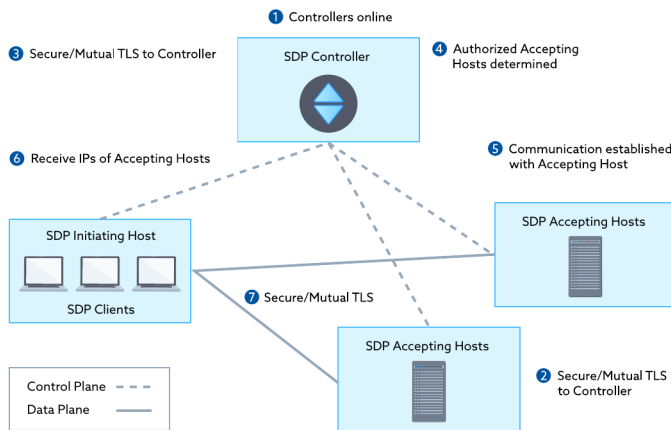 1 Controllers online
3 Secure/Mutual TLS to Controller
SDP Controller
4 Authorized Accepting
Hosts determined
6 Receive IPs of Accepting Hosts
5 Communication established
with Accepting Host
SDP Initiating Host
SDP Clients
SDP Accepting Hosts
7 Secure/Mutual TLS
SDP Accepting Hosts
2 Secure/Mutual TLS
to Controller
Control Plane
Data Plane